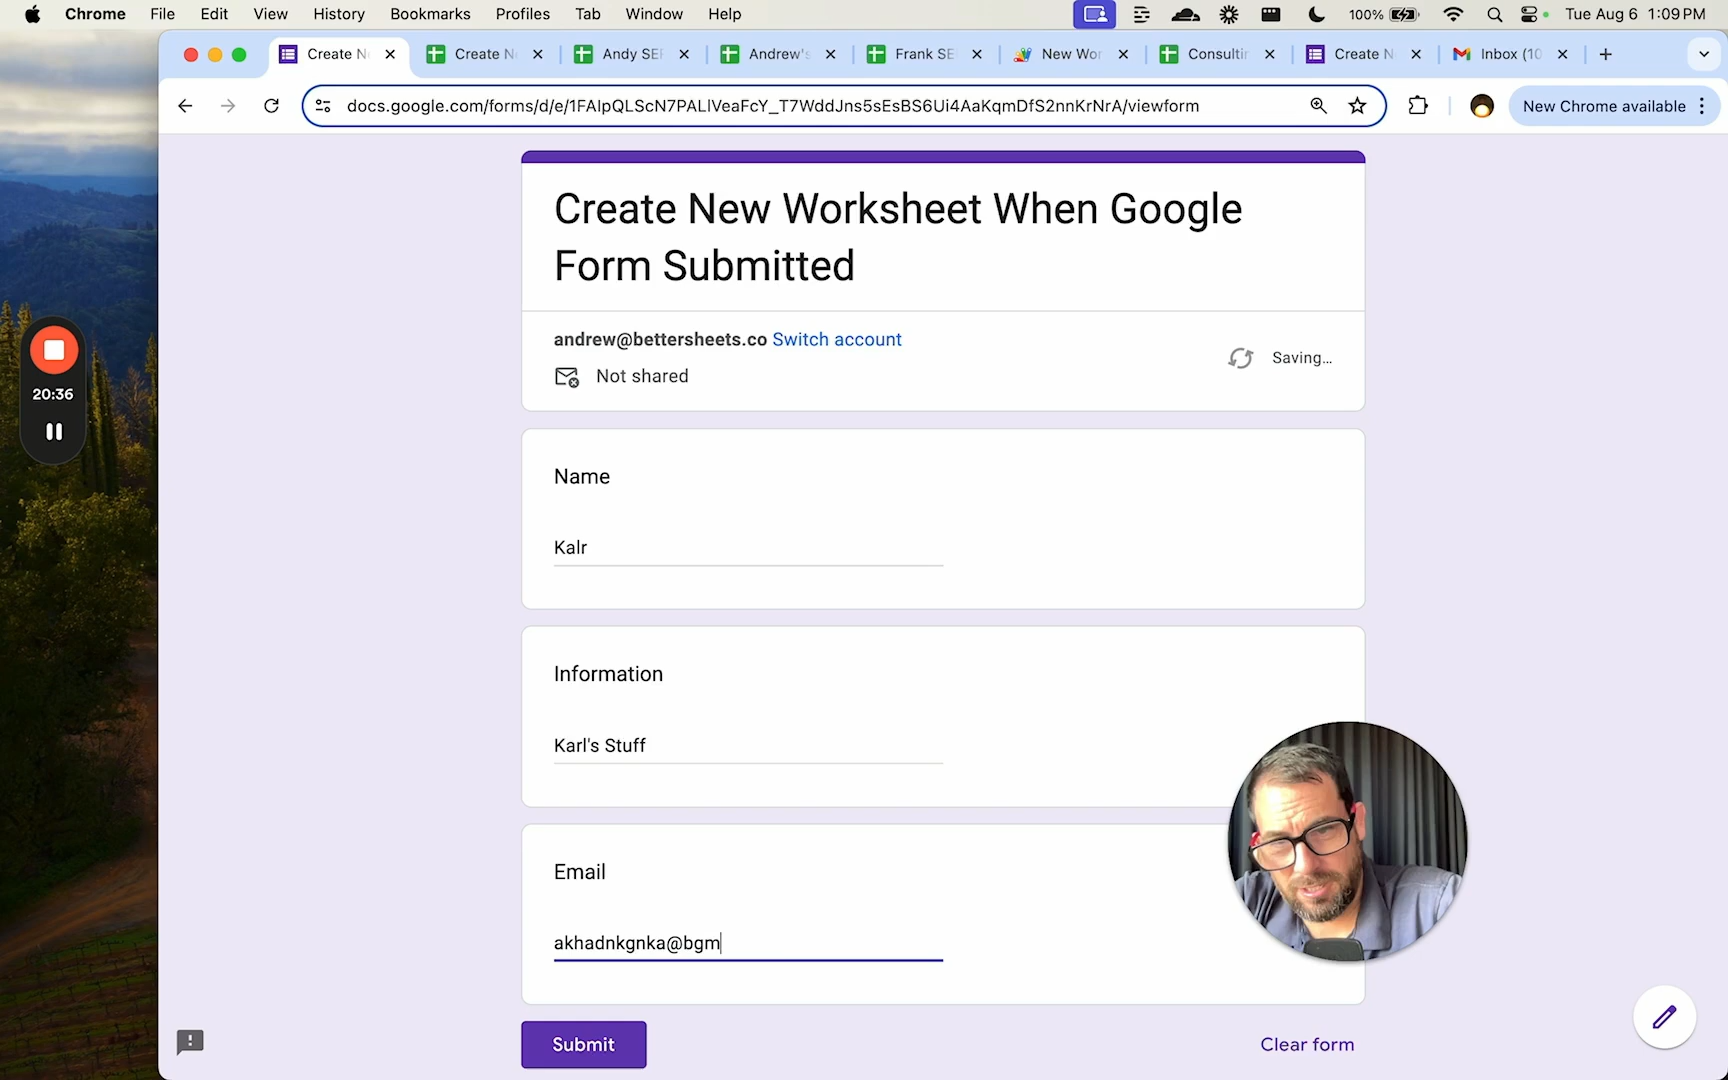 Chrome File Edit View History Bookmarks Profiles Tab Window Help 100% Tue Aug 6 1:09 PM
Create N Create N Andy SEF Andrew's Frank SE New Wor Consultin Create N Inbox (10
docs.google.com/forms/d/e/1FAIpQLScN7PALlVeaFcY_T7WddJns5sEsBS6Ui4AaKqmDfS2nnKrNrA/viewform New Chrome available
Create New Worksheet When Google
Form Submitted
andrew@bettersheets.co Switch account
Saving...
Not shared
20:36
Name
Kalr
Information
Karl's Stuff
Email
akhadnkgnka@bgm
Submit
Clear form